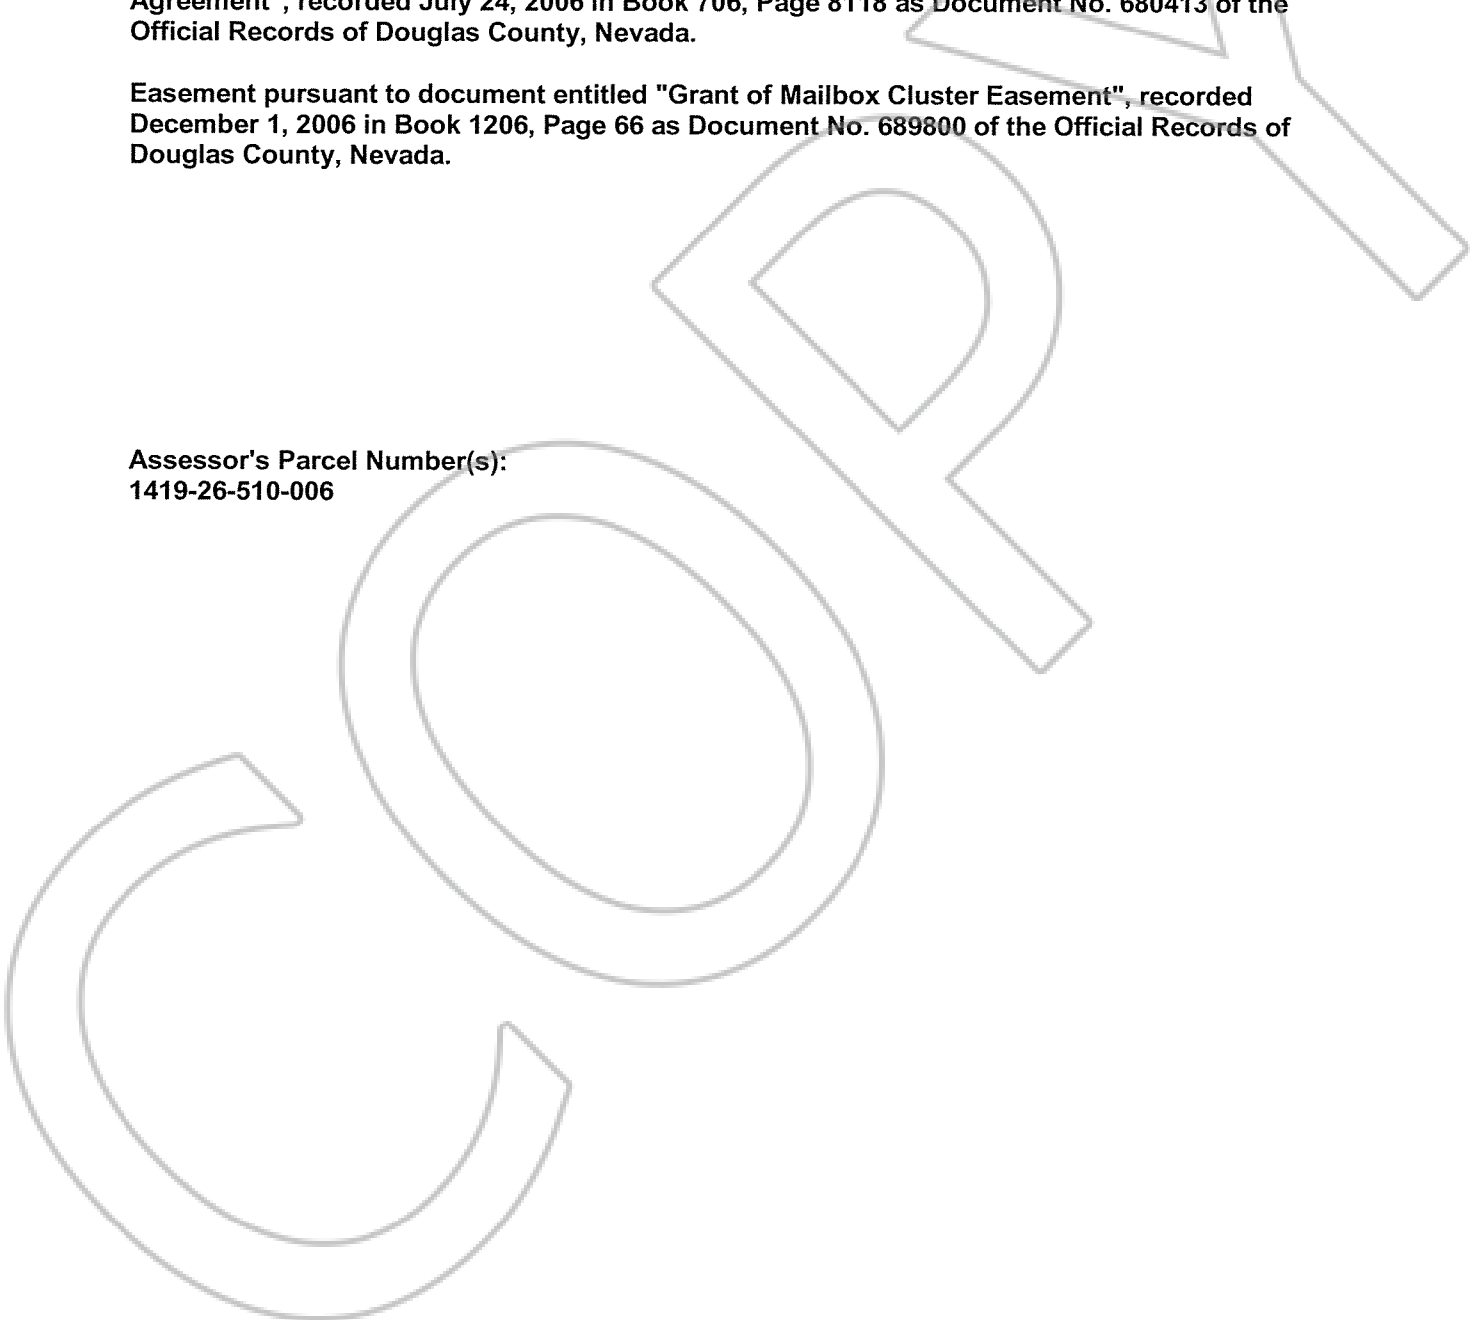 Agreement", recorded July 24, 2006 in Book 706, Page 8118 as Document No. 680413 of the
Official Records of Douglas County, Nevada.
Easement pursuant to document entitled "Grant of Mailbox Cluster Easement", recorded
December 1, 2006 in Book 1206, Page 66 as Document No. 689800 of the Official Records of
Douglas County, Nevada.
Assessor's Parcel Number(s):
1419-26-510-006
COPY